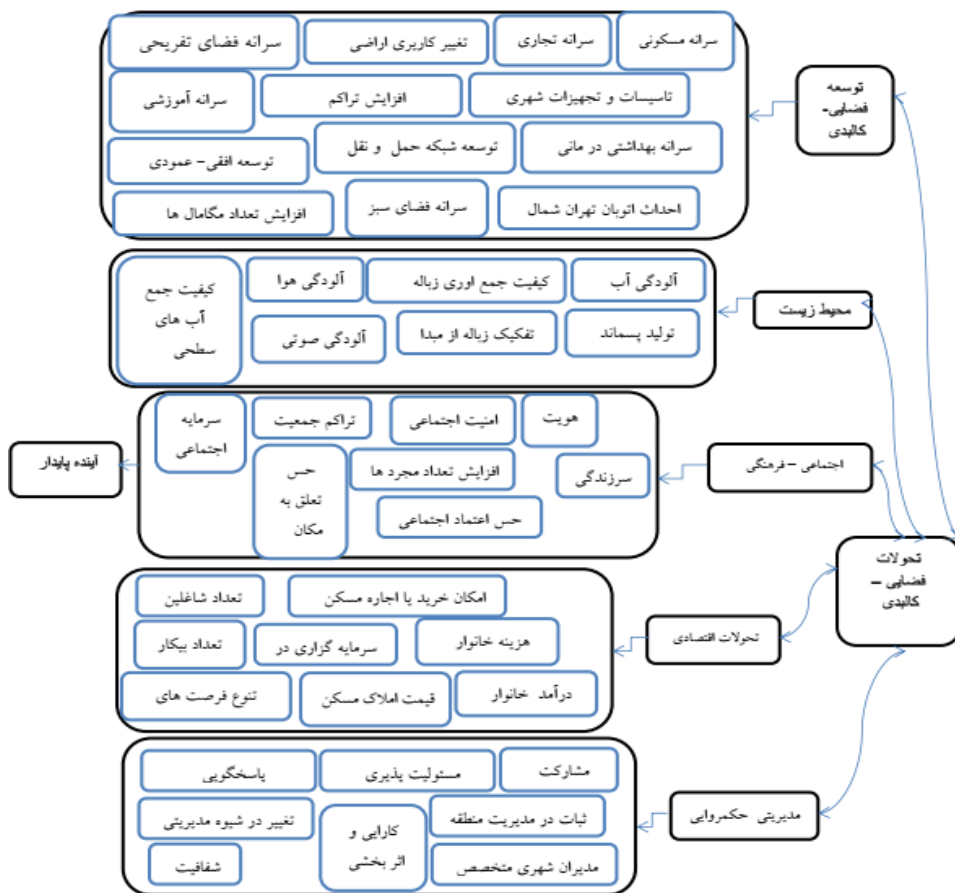 سرانه مسکونی
سرانه تجاری
تغییر کاربری اراضی
سرانه فضای تفریحی
تاسیسات و تجهیزات شهری
افزایش تراکم
سرانه آموزشی
سرانه بهداشتی در مانی
توسعه شبکه حمل و نقل
توسعه افقی- عمودی
احداث اتوبان تهران شمال
سرانه فضای سبز
افزایش تعداد مگامال ها
توسعه
فضایی-
کالبدی
آلودگی آب
کیفیت جمع اوری زباله
آلودگی هوا
کیفیت جمع
آب های
سطحی
تولید پسماند
تفکیک زباله از مبدا
آلودگی صوتی
محیط زیست
هویت
امنیت اجتماعی
تراکم جمعیت
سرمایه
اجتماعی
سرزندگی
افزایش تعداد مجرد ها
حس
تعلق به
مکان
حس اعتماد اجتماعی
اجتماعی – فرهنگی
آینده پایدار
تحولات
فضایی –
کالبدی
امکان خرید یا اجاره مسکن
تعداد شاغلین
هزینه خانوار
سرمایه گزاری در
تعداد بیکار
درآمد خانوار
قیمت املاک مسکن
تنوع فرصت های
تحولات اقتصادی
مشارکت
مسئولیت پذیری
پاسخگویی
ثبات در مدیریت منطقه
کارایی و
اثر بخشی
تغییر در شیوه مدیریتی
مدیران شهری متخصص
شفافیت
مدیریتی حکمروایی